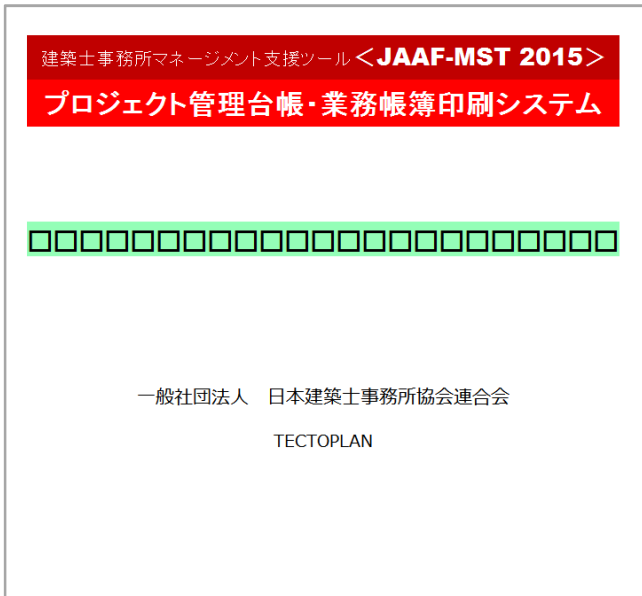 建築士事務所マネージメント支援ツール＜JAAF-MST 2015＞
プロジェクト管理台帳・業務帳簿印刷システム
□□□□□□□□□□□□□□□□□□□□□□□
一般社団法人　日本建築士事務所協会連合会
TECTOPLAN